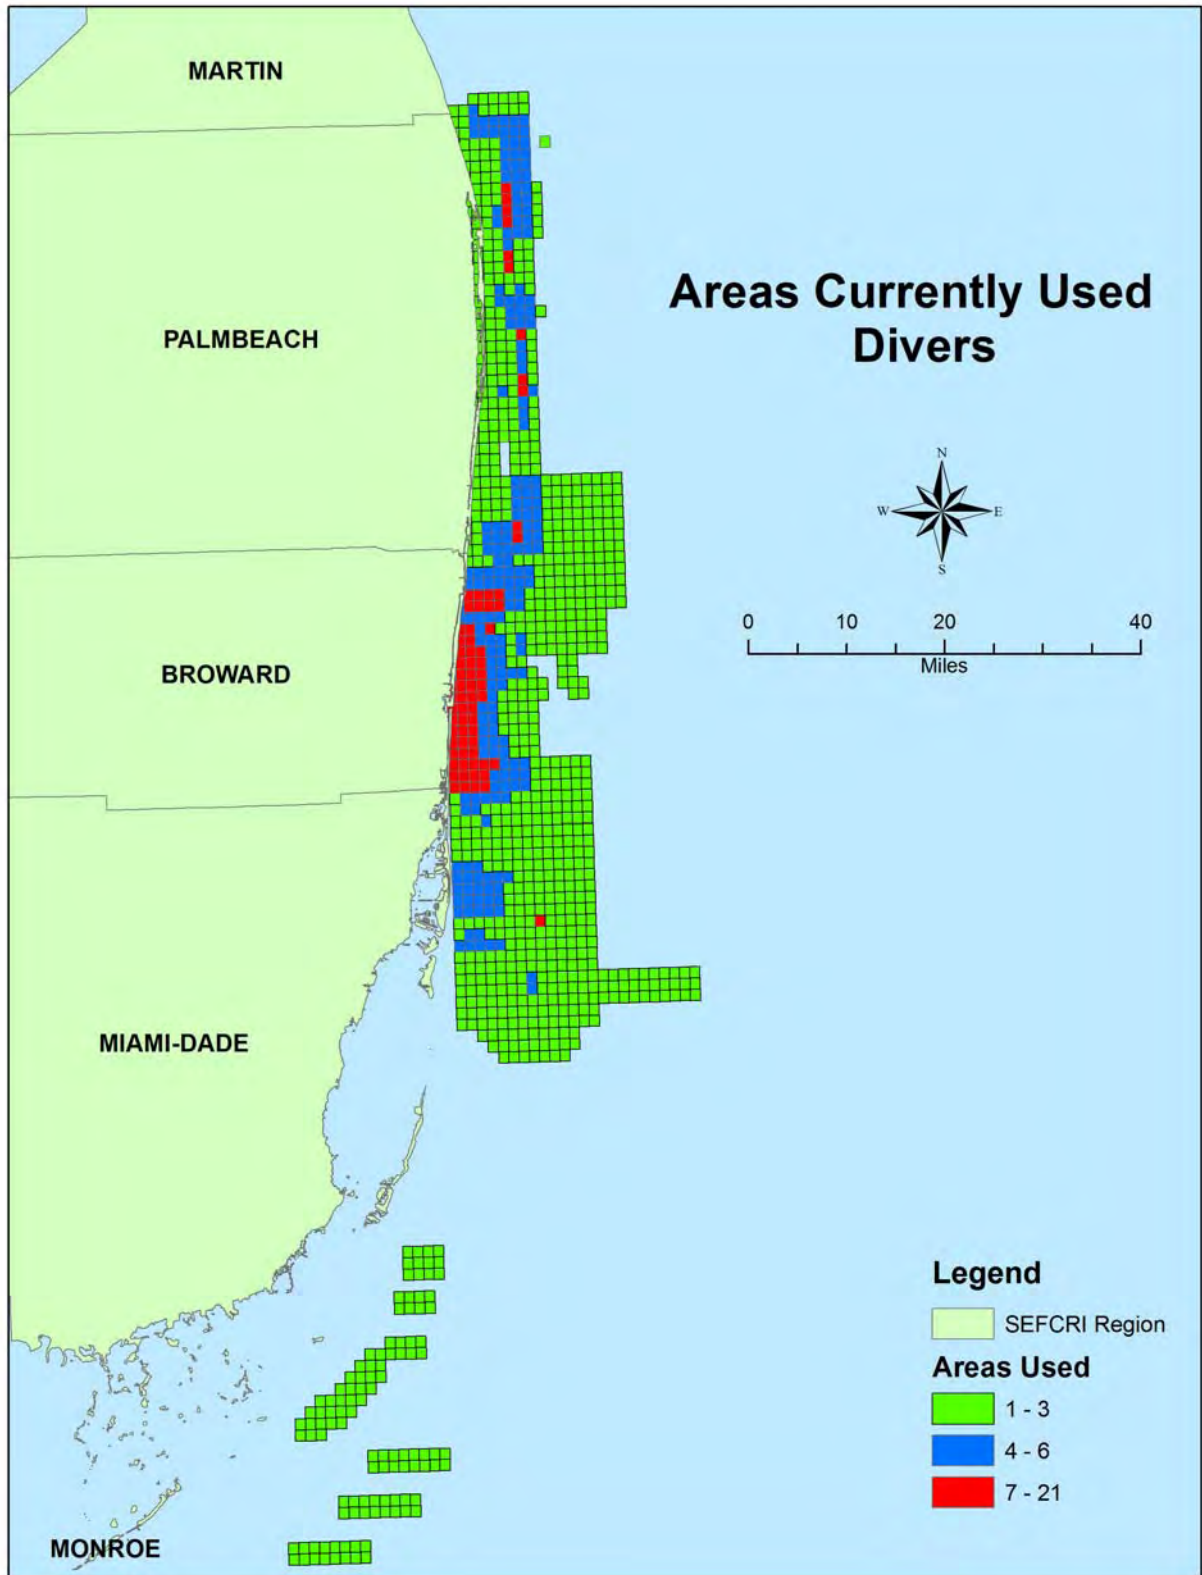 MARTIN
Areas Currently Used
Divers
PALMBEACH
N
W
E
S
0 10 20 40
Miles
BROWARD
MIAMI-DADE
Legend
SEFCRI Region
Areas Used
1 - 3
4 - 6
7 - 21
MONROE